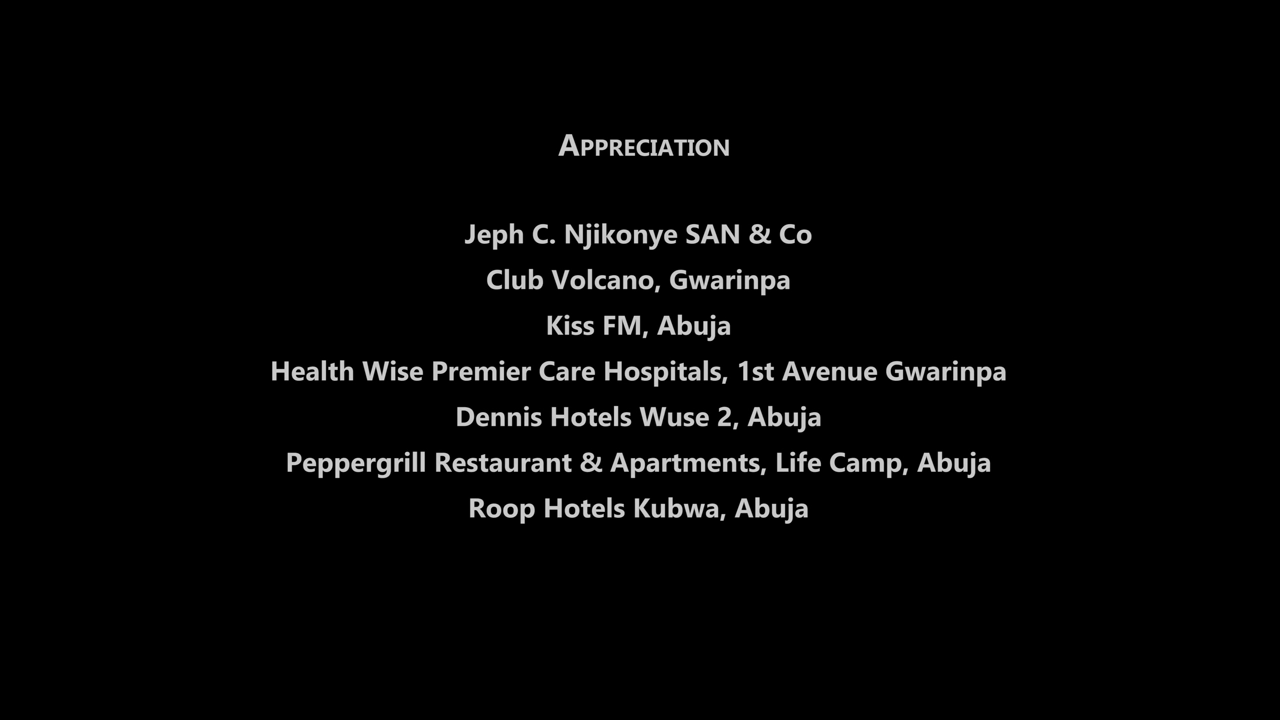 Appreciation
Jeph C. Njikonye SAN & Co
Club Volcano, Gwarinpa
Kiss FM, Abuja
Health Wise Premier Care Hospitals, 1st Avenue Gwarinpa
Dennis Hotels Wuse 2, Abuja
Peppergrill Restaurant & Apartments, Life Camp, Abuja
Roop Hotels Kubwa, Abuja